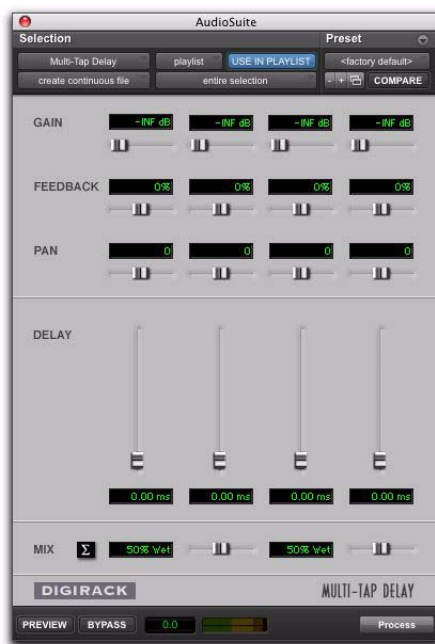 AudioSuite
Selection
Preset
Multi-Tap Delay playlist USE IN PLAYLIST <factory default>
create continuous file entire selection - + COMPARE
GAIN -INF dB -INF dB -INF dB -INF dB
FEEDBACK 0% 0% 0% 0%
PAN 0 0 0 0
DELAY
0.00 ms 0.00 ms 0.00 ms 0.00 ms
MIX Σ 50% Wet 50% Wet
DIGIRACK MULTI-TAP DELAY
PREVIEW BYPASS 0.0 Process